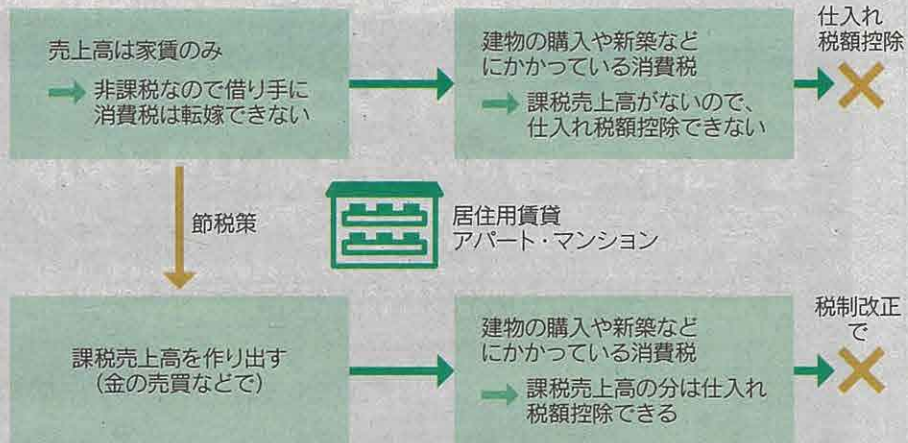 売上高は家賃のみ
非課税なので借り手に
消費税は転嫁できない
建物の購入や新築など
にかかっている消費税
課税売上高がないので、
仕入れ税額控除できない
仕入れ
税額控除
節税策
居住用賃貸
アパート・マンション
課税売上高を作り出す
(金の売買などで)
建物の購入や新築など
にかかっている消費税
課税売上高の分は仕入れ
税額控除できる
税制改正
で